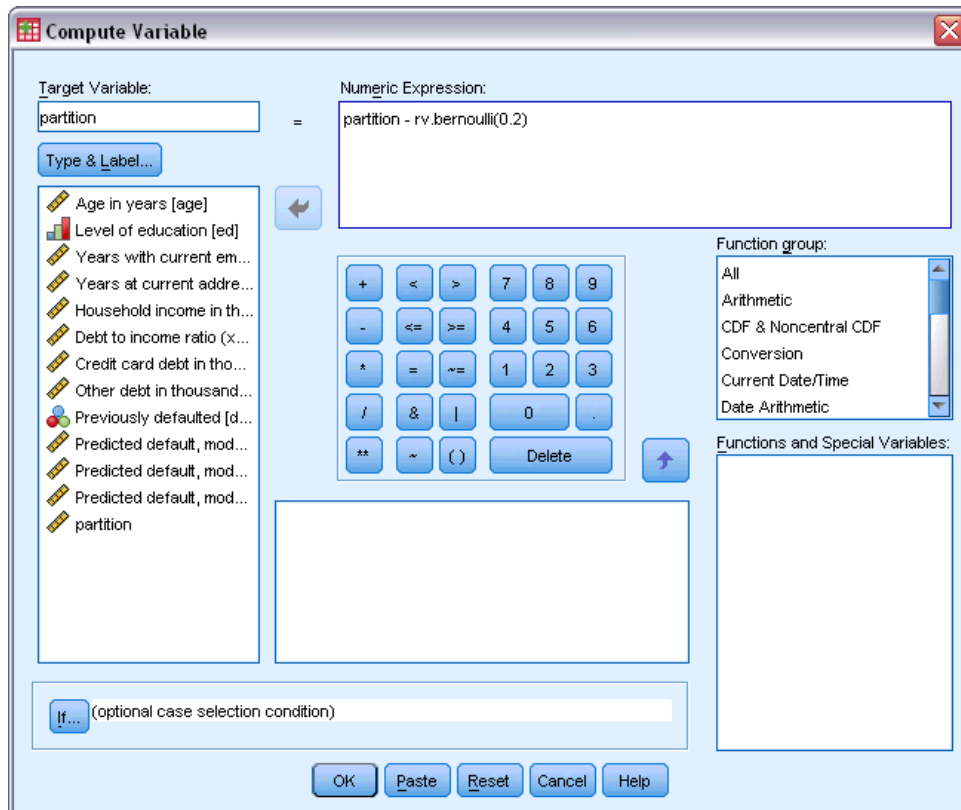 Compute Variable
Target Variable:
partition
=
Numeric Expression:
partition - rv.bernoulli(0.2)
Type & Label...
Age in years [age]
Level of education [ed]
Years with current em...
Years at current addre...
Household income in th...
Debt to income ratio (x...
Credit card debt in tho...
Other debt in thousand...
Previously defaulted [d...
Predicted default, mod...
Predicted default, mod...
Predicted default, mod...
partition
+ < > 7 8 9
- <= >= 4 5 6
* = ~= 1 2 3
/ & | 0 .
** ~ ( ) Delete
Function group:
All
Arithmetic
CDF & Noncentral CDF
Conversion
Current Date/Time
Date Arithmetic
Functions and Special Variables:
If... (optional case selection condition)
OK Paste Reset Cancel Help